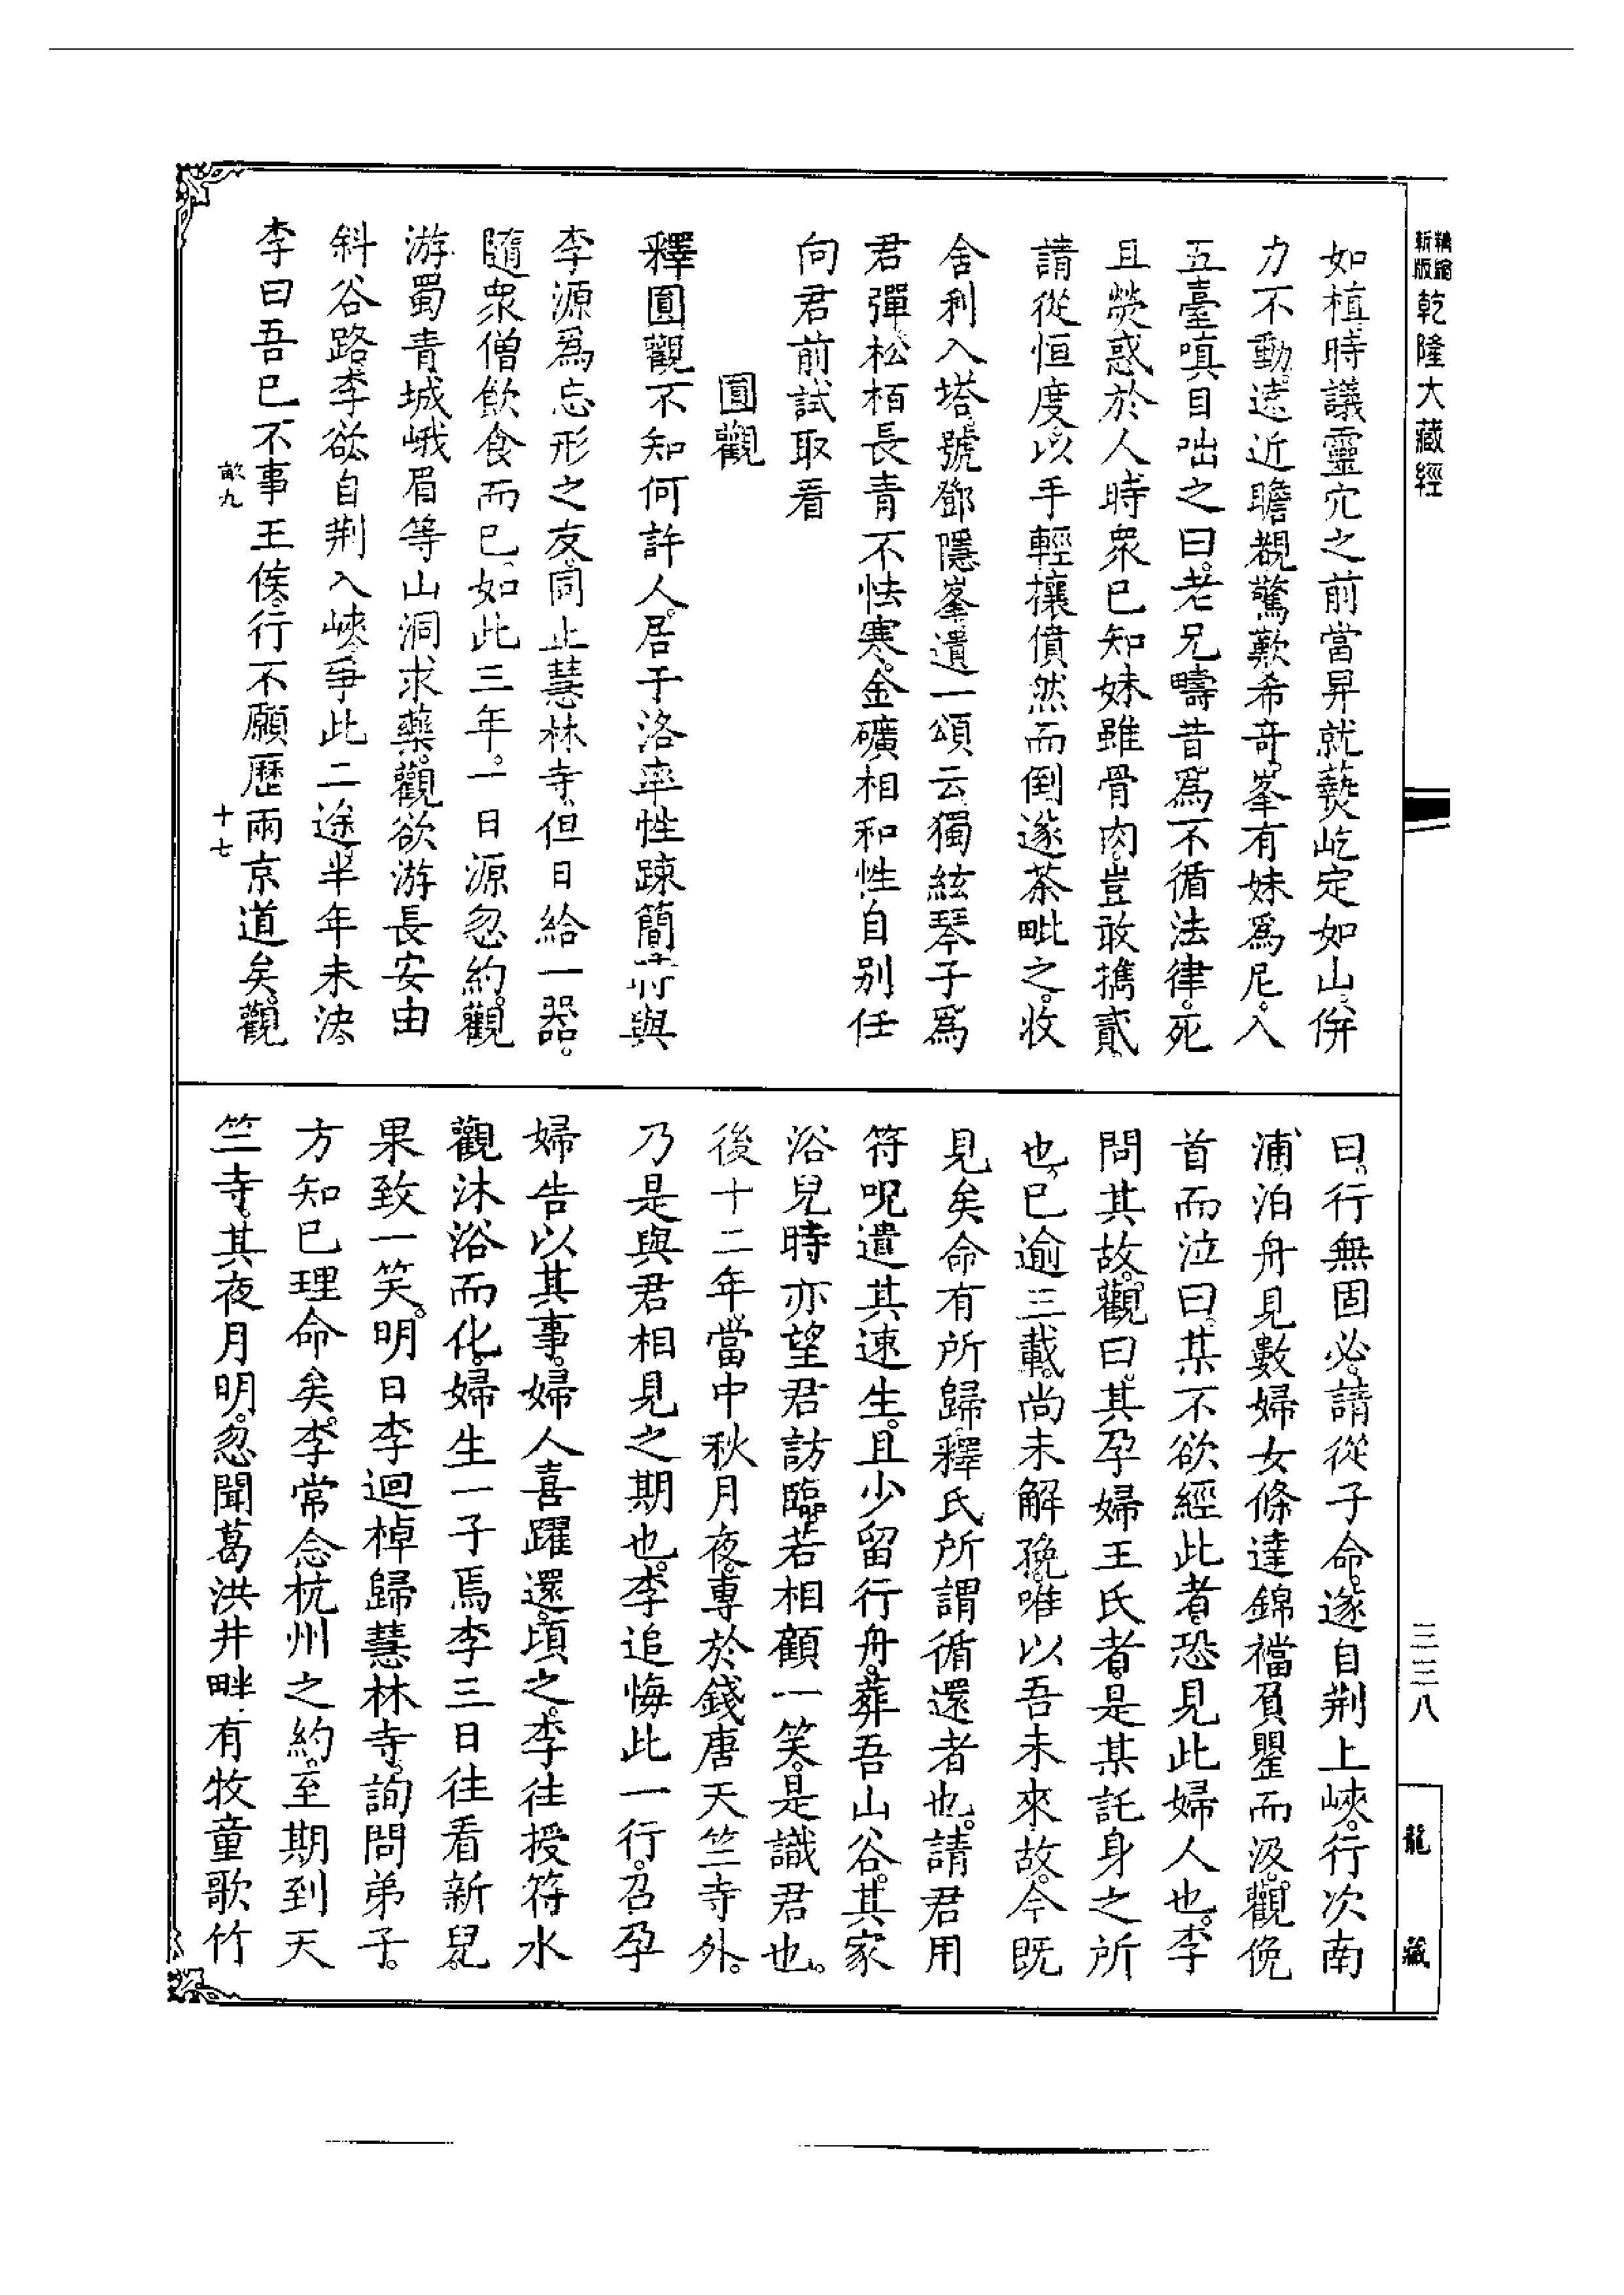 精縮新版乾隆大藏經
如植時議靈宂之前當昇就爇屹定如山併
力不動遠近瞻覩驚歎希奇峯有妹爲尼入
五臺嗔目咄之曰老兄疇昔爲不循法律死
且熒惑於人時衆已知妹雖骨肉豈敢攜貳
請從恒度以手輕攘僨然而倒遂茶毗之收
舍利入塔號鄧隱峯遺一頌云獨絃琴子爲
君彈松栢長青不怯寒金礦相和性自别任
向君前試取看
圓觀
釋圓觀不知何許人居于洛率性踈簡時與
李源爲忘形之友同止慧林寺但日給一器
隨衆僧飲食而已如此三年一日源忽約觀
游蜀青城峨眉等山洞求藥觀欲游長安由
斜谷路李欲自荆入峽爭此二途半年未決
李曰吾已不事王侯行不願歷兩京道矣觀
畝九
十七
曰行無固必請從子命遂自荆上峽行次南
浦泊舟見數婦女絛達錦襠負甖而汲觀俛
首而泣曰某不欲經此者恐見此婦人也李
問其故觀曰其孕婦王氏者是某託身之所
也已逾三載尚未解娩唯以吾未來故今既
見矣命有所歸釋氏所謂循還者也請君用
符呪遣其速生且少留行舟葬吾山谷其家
浴兒時亦望君訪臨若相顧一笑是識君也
後十二年當中秋月夜專於錢唐天竺寺外
乃是與君相見之期也李追悔此一行召孕
婦告以其事婦人喜躍還頃之李往授符水
觀沐浴而化婦生一子焉李三日往看新兒
果致一笑明日李迴棹歸慧林寺詢問弟子
方知已理命矣李常念杭州之約至期到天
竺寺其夜月明忽聞葛洪井畔有牧童歌竹
三三八
龍藏